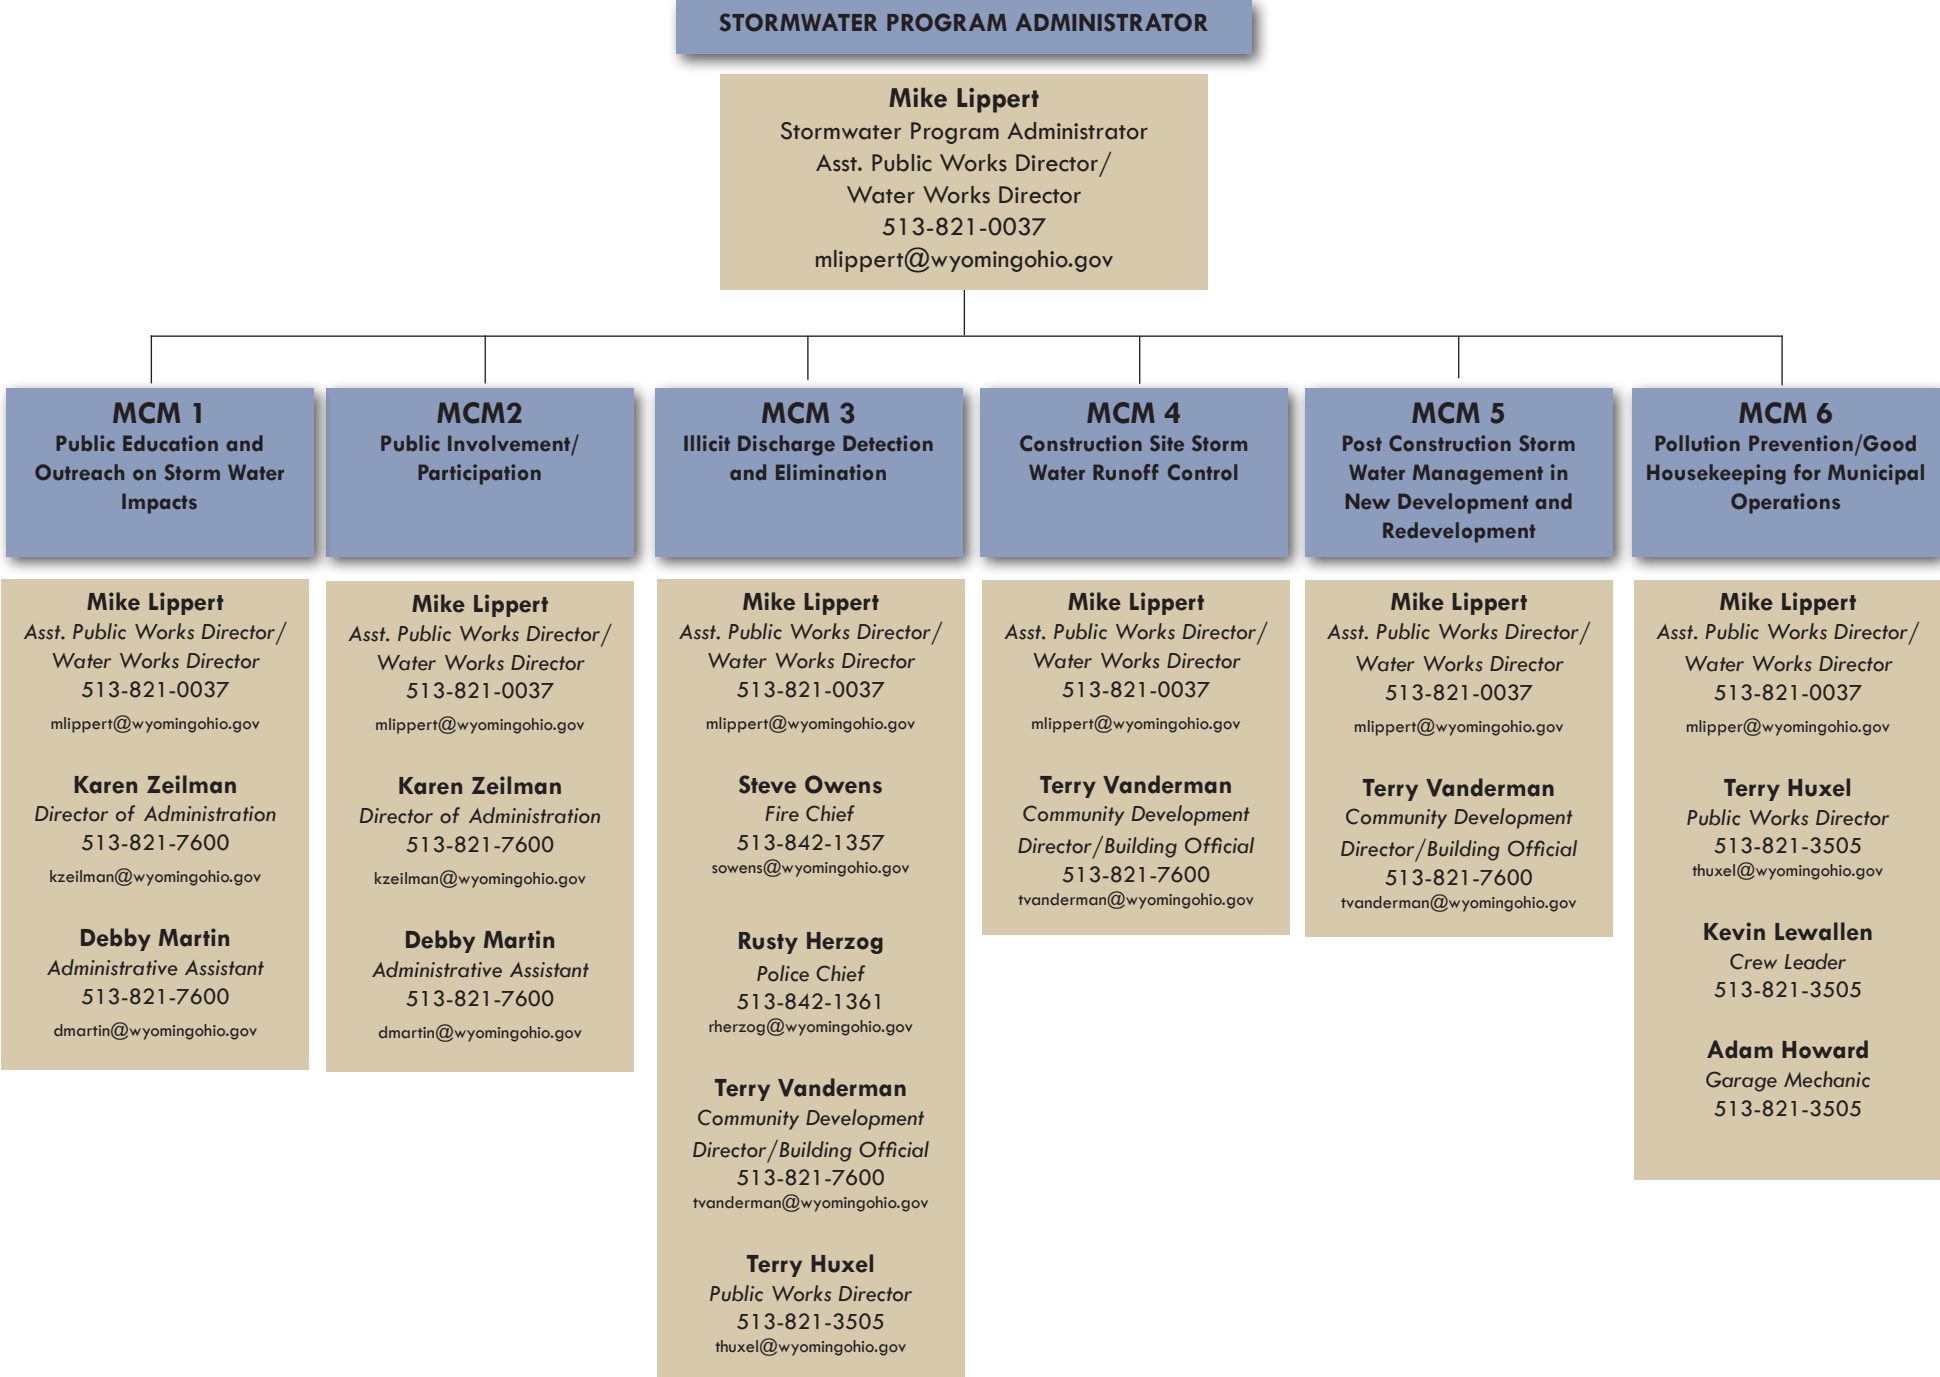 STORMWATER PROGRAM ADMINISTRATOR
Mike Lippert
Stormwater Program Administrator
Asst. Public Works Director/
Water Works Director
513-821-0037
mlippert@wyomingohio.gov
MCM 1
Public Education and
Outreach on Storm Water
Impacts
Mike Lippert
Asst. Public Works Director/
Water Works Director
513-821-0037
mlippert@wyomingohio.gov
Karen Zeilman
Director of Administration
513-821-7600
kzeilman@wyomingohio.gov
Debby Martin
Administrative Assistant
513-821-7600
dmartin@wyomingohio.gov
MCM2
Public Involvement/
Participation
Mike Lippert
Asst. Public Works Director/
Water Works Director
513-821-0037
mlippert@wyomingohio.gov
Karen Zeilman
Director of Administration
513-821-7600
kzeilman@wyomingohio.gov
Debby Martin
Administrative Assistant
513-821-7600
dmartin@wyomingohio.gov
MCM 3
Illicit Discharge Detection
and Elimination
Mike Lippert
Asst. Public Works Director/
Water Works Director
513-821-0037
mlippert@wyomingohio.gov
Steve Owens
Fire Chief
513-842-1357
sowens@wyomingohio.gov
Rusty Herzog
Police Chief
513-842-1361
rherzog@wyomingohio.gov
Terry Vanderman
Community Development
Director/Building Official
513-821-7600
tvanderman@wyomingohio.gov
Terry Huxel
Public Works Director
513-821-3505
thuxel@wyomingohio.gov
MCM 4
Construction Site Storm
Water Runoff Control
Mike Lippert
Asst. Public Works Director/
Water Works Director
513-821-0037
mlippert@wyomingohio.gov
Terry Vanderman
Community Development
Director/Building Official
513-821-7600
tvanderman@wyomingohio.gov
MCM 5
Post Construction Storm
Water Management in
New Development and
Redevelopment
Mike Lippert
Asst. Public Works Director/
Water Works Director
513-821-0037
mlippert@wyomingohio.gov
Terry Vanderman
Community Development
Director/Building Official
513-821-7600
tvanderman@wyomingohio.gov
MCM 6
Pollution Prevention/Good
Housekeeping for Municipal
Operations
Mike Lippert
Asst. Public Works Director/
Water Works Director
513-821-0037
mlipper@wyomingohio.gov
Terry Huxel
Public Works Director
513-821-3505
thuxel@wyomingohio.gov
Kevin Lewallen
Crew Leader
513-821-3505
Adam Howard
Garage Mechanic
513-821-3505